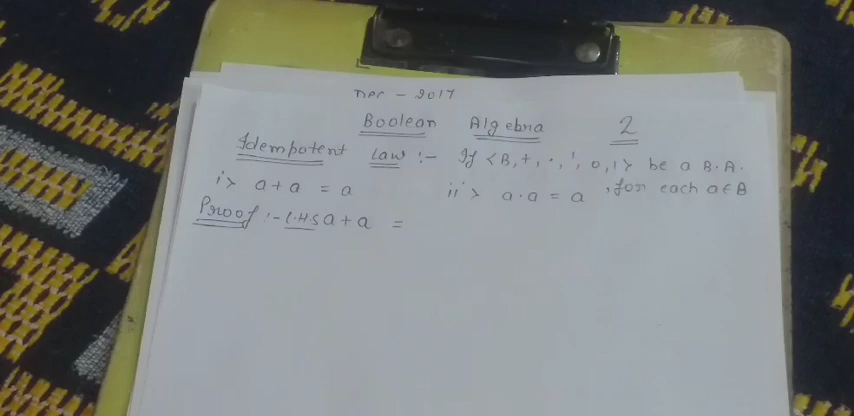 Dec - 2017
Boolean Algebra 2
Idempotent Law :- If <B, +, ·, ', 0, 1> be a B.A.
i> a + a = a ii> a · a = a , for each a ∈ B
Proof :- L.H.S a + a =